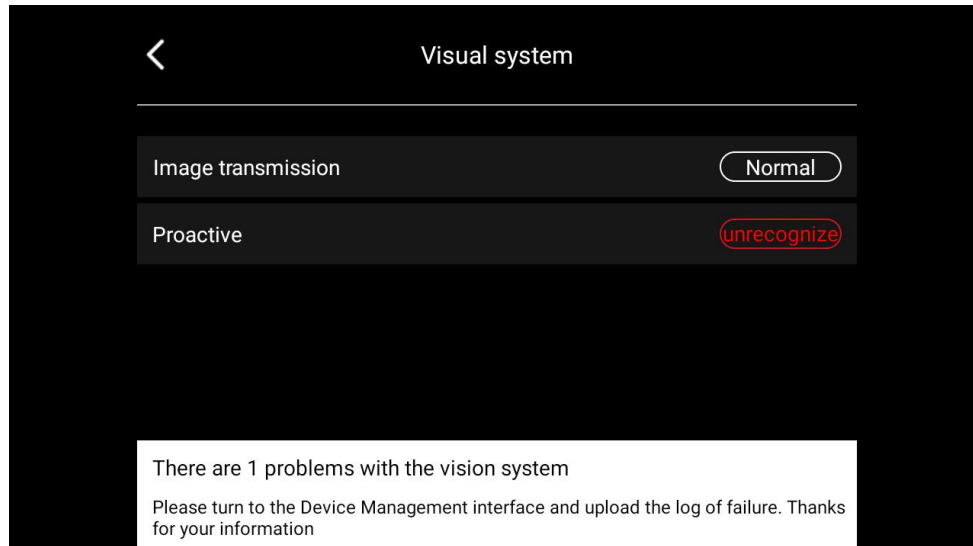 Visual system
Image transmission
Normal
Proactive
unrecognize
There are 1 problems with the vision system
Please turn to the Device Management interface and upload the log of failure. Thanks
for your information